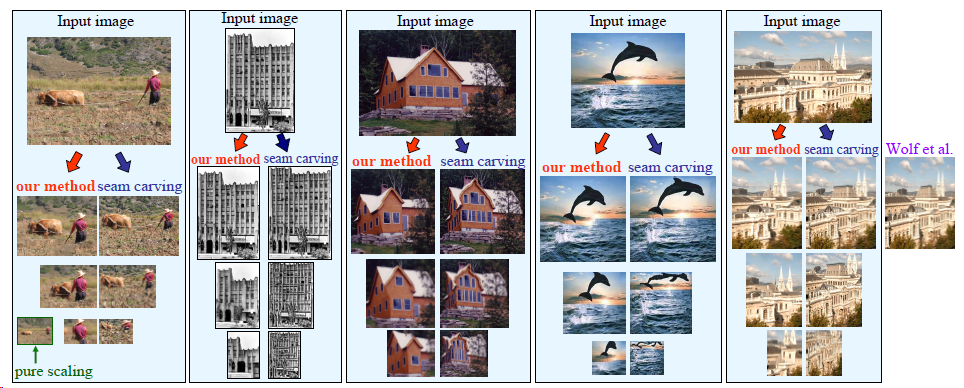 Input image
our method seam carving
pure scaling
Input image
our method seam carving
Input image
our method seam carving
Input image
our method seam carving
Input image
our method seam carving
Wolf et al.